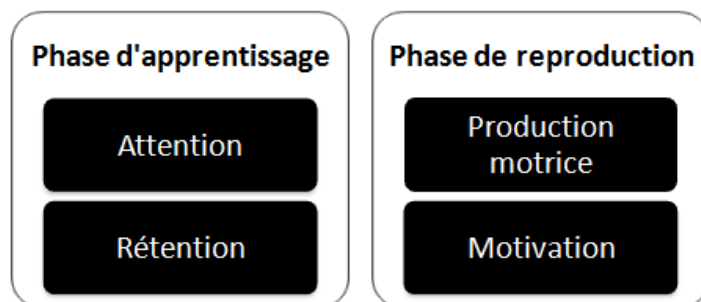 Phase d'apprentissage
Attention
Rétention
Phase de reproduction
Production
motrice
Motivation